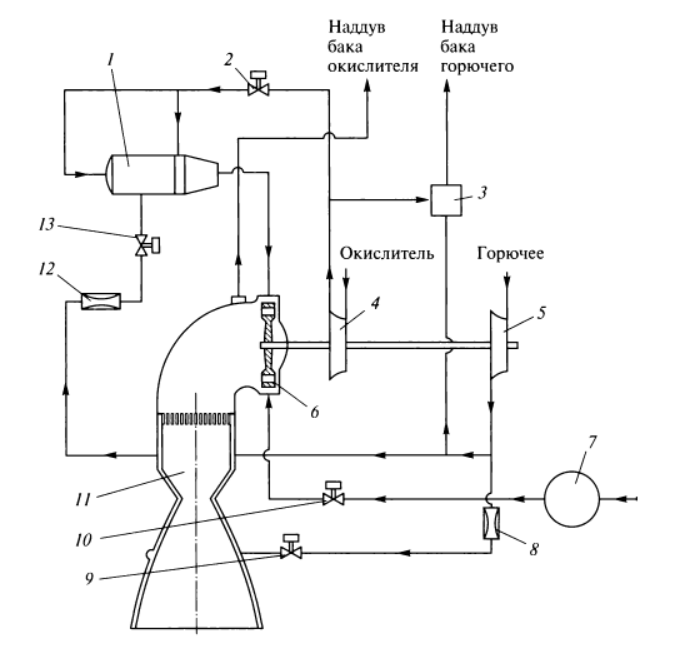 Наддув
бака
окислителя
Наддув
бака
горючего
1
2
3
13
12
Окислитель
Горючее
4
5
6
7
11
10
8
9